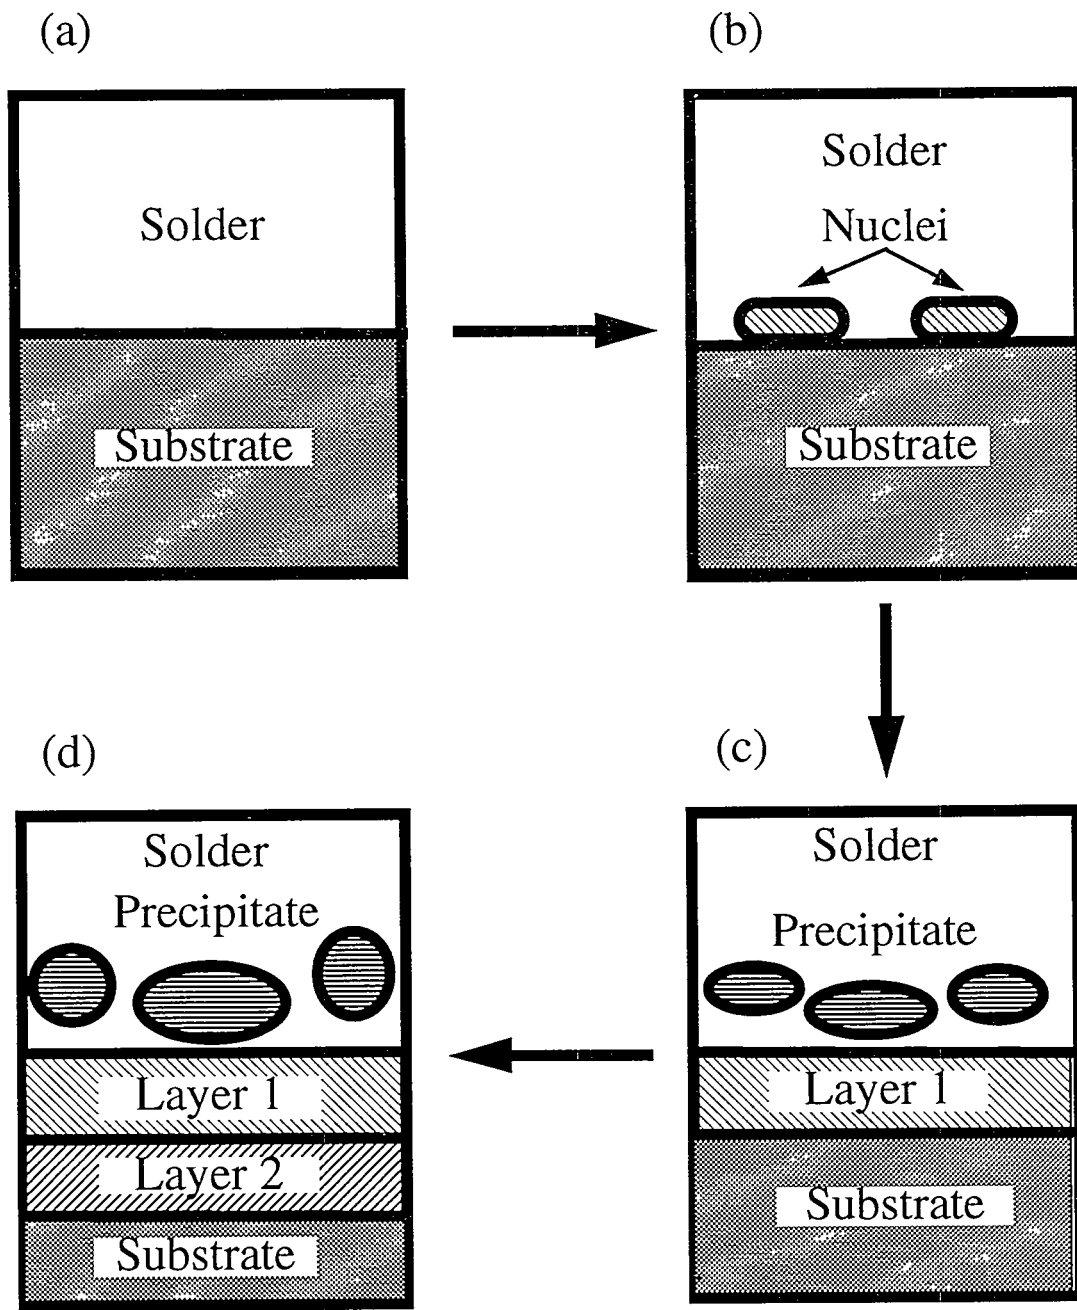 (a)
Solder
Substrate
(b)
Solder
Nuclei
Substrate
(c)
Solder
Precipitate
Layer 1
Substrate
(d)
Solder
Precipitate
Layer 1
Layer 2
Substrate